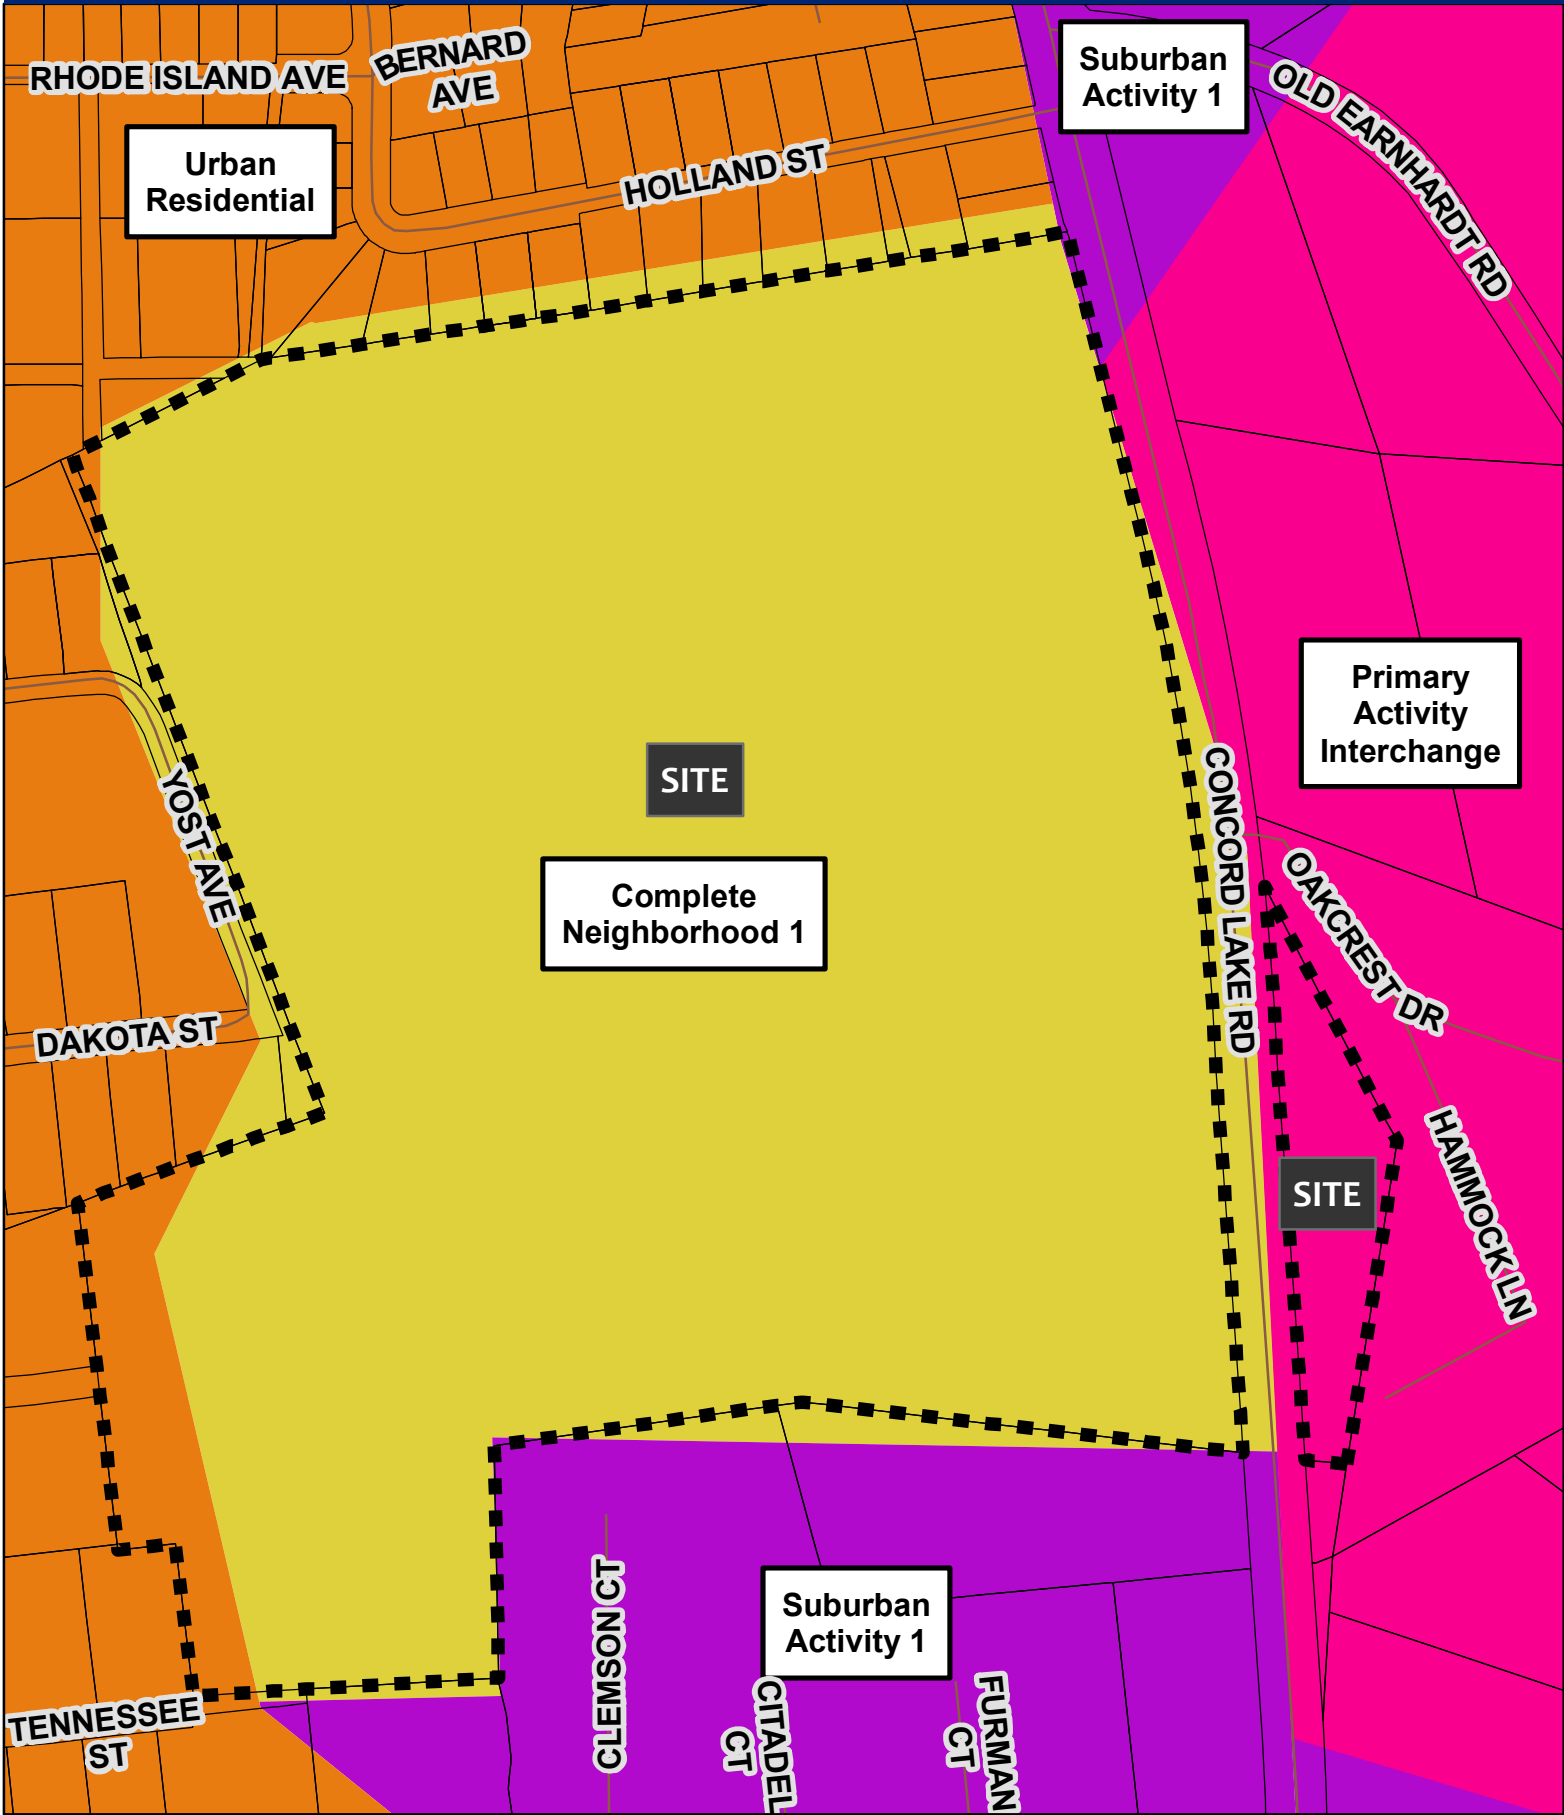 BERNARD
AVE
RHODE ISLAND AVE
Suburban
Activity 1
OLD EARNHARDT RD
Urban
Residential
HOLLAND ST
Primary
Activity
Interchange
SITE
YOST AVE
CONCORD LAKE RD
Complete
Neighborhood 1
OAKCREST DR
DAKOTA ST
HAMMOCK LN
SITE
CLEMSON CT
Suburban
Activity 1
TENNESSEE
ST
CITADEL
CT
FURMAN
CT